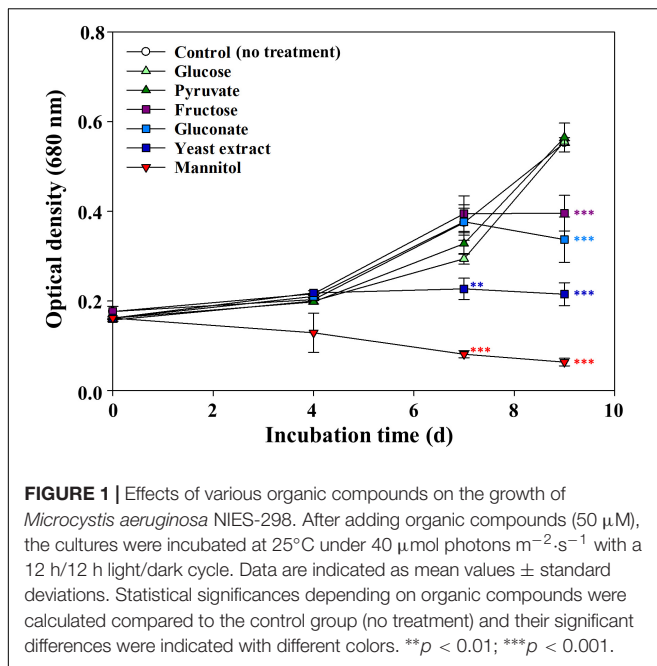 0.8
0.6
0.4
0.2
0.0
Optical density (680 nm)
Control (no treatment)
Glucose
Pyruvate
Fructose
Gluconate
Yeast extract
Mannitol
***
***
**
***
***
***
0 2 4 6 8 10
Incubation time (d)
FIGURE 1 | Effects of various organic compounds on the growth of
Microcystis aeruginosa NIES-298. After adding organic compounds (50 μM),
the cultures were incubated at 25°C under 40 μmol photons m−2·s−1 with a
12 h/12 h light/dark cycle. Data are indicated as mean values ± standard
deviations. Statistical significances depending on organic compounds were
calculated compared to the control group (no treatment) and their significant
differences were indicated with different colors. **p < 0.01; ***p < 0.001.